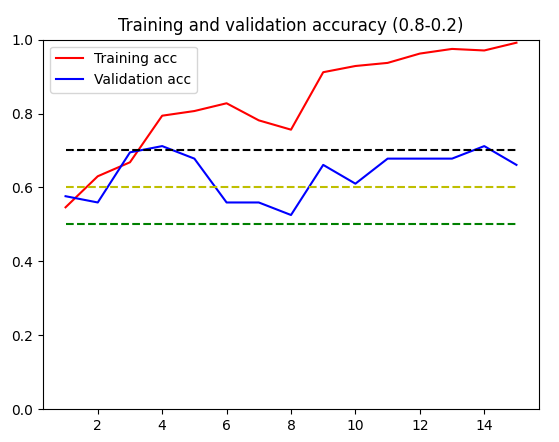 Training and validation accuracy (0.8-0.2)
Training acc
Validation acc
1.0
0.8
0.6
0.4
0.2
0.0
2 4 6 8 10 12 14